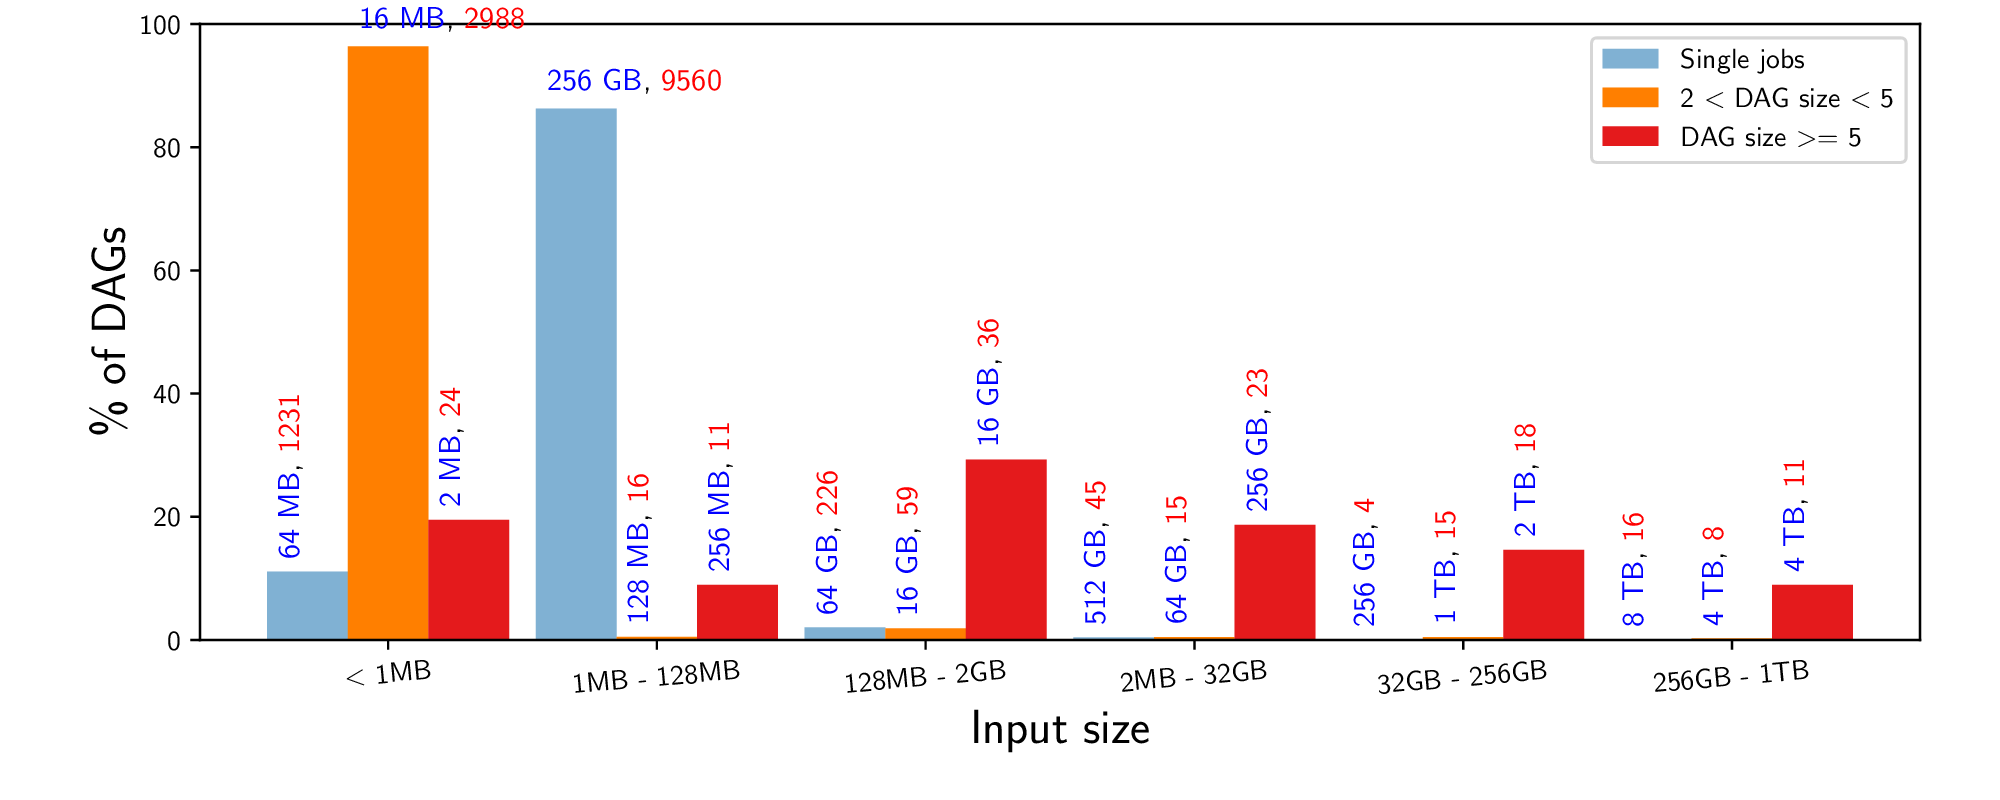 16 MB, 2988
100
256 GB, 9560
Single jobs
2 < DAG size < 5
DAG size >= 5
80
60
40
20
0
% of DAGs
64 MB, 1231
2 MB, 24
128 MB, 16
256 MB, 11
64 GB, 226
16 GB, 59
16 GB, 36
512 GB, 45
64 GB, 15
256 GB, 23
256 GB, 4
1 TB, 15
2 TB, 18
8 TB, 16
4 TB, 8
4 TB, 11
< 1MB
1MB - 128MB
128MB - 2GB
2MB - 32GB
32GB - 256GB
256GB - 1TB
Input size